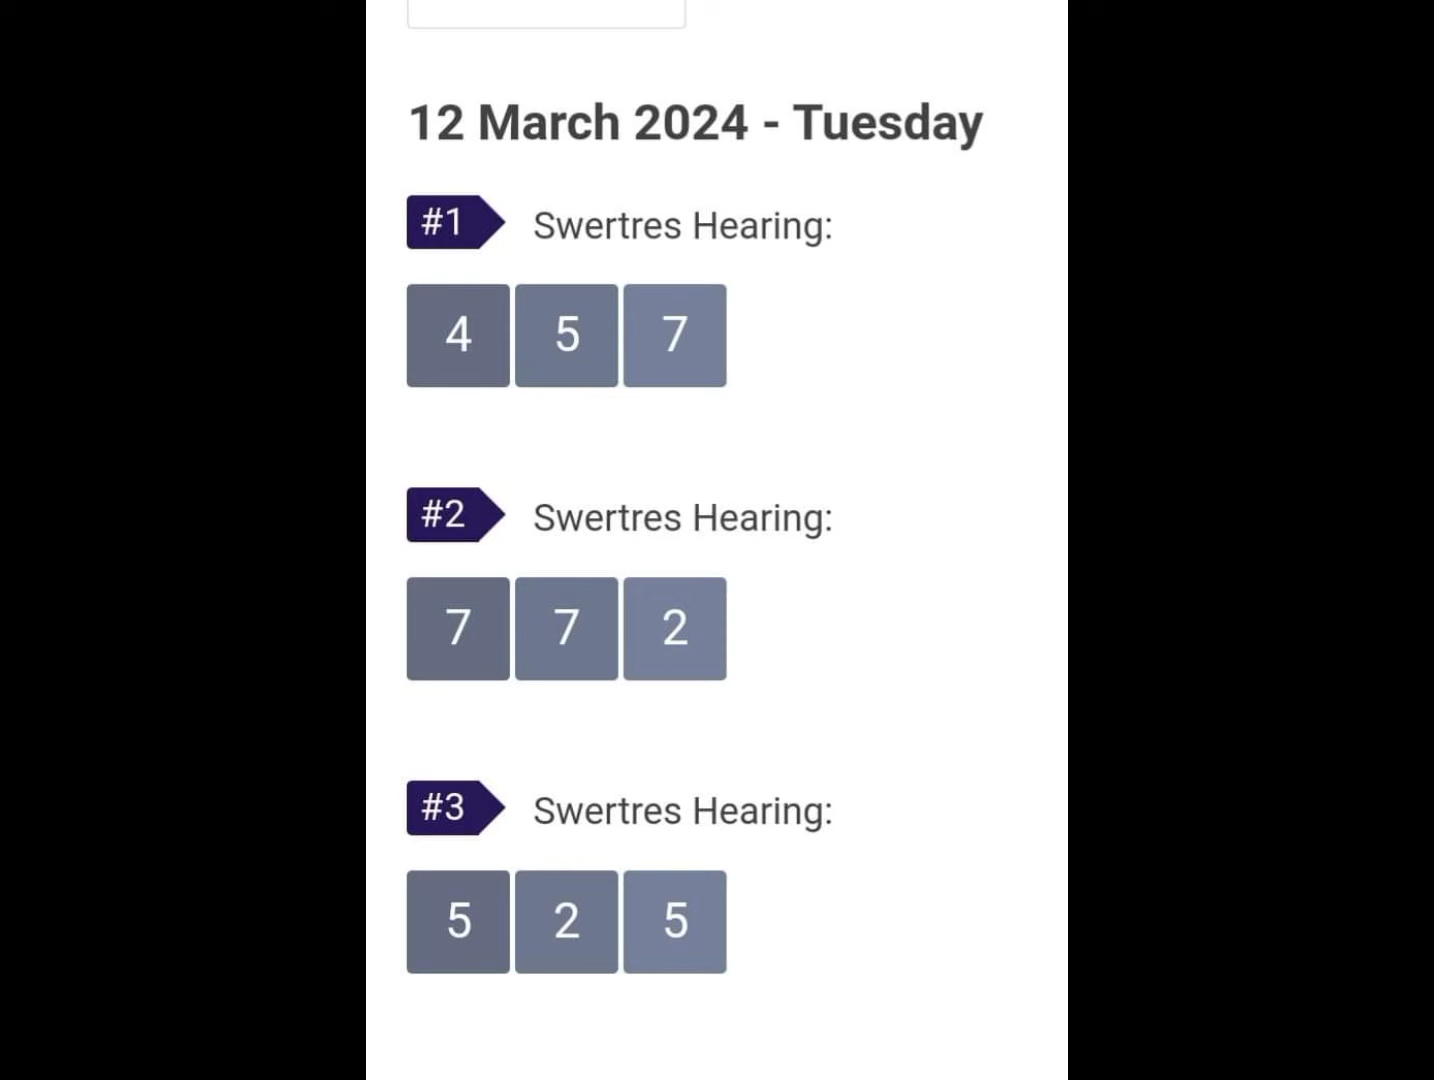 12 March 2024 - Tuesday
#1 Swertres Hearing:
4 5 7
#2 Swertres Hearing:
7 7 2
#3 Swertres Hearing:
5 2 5